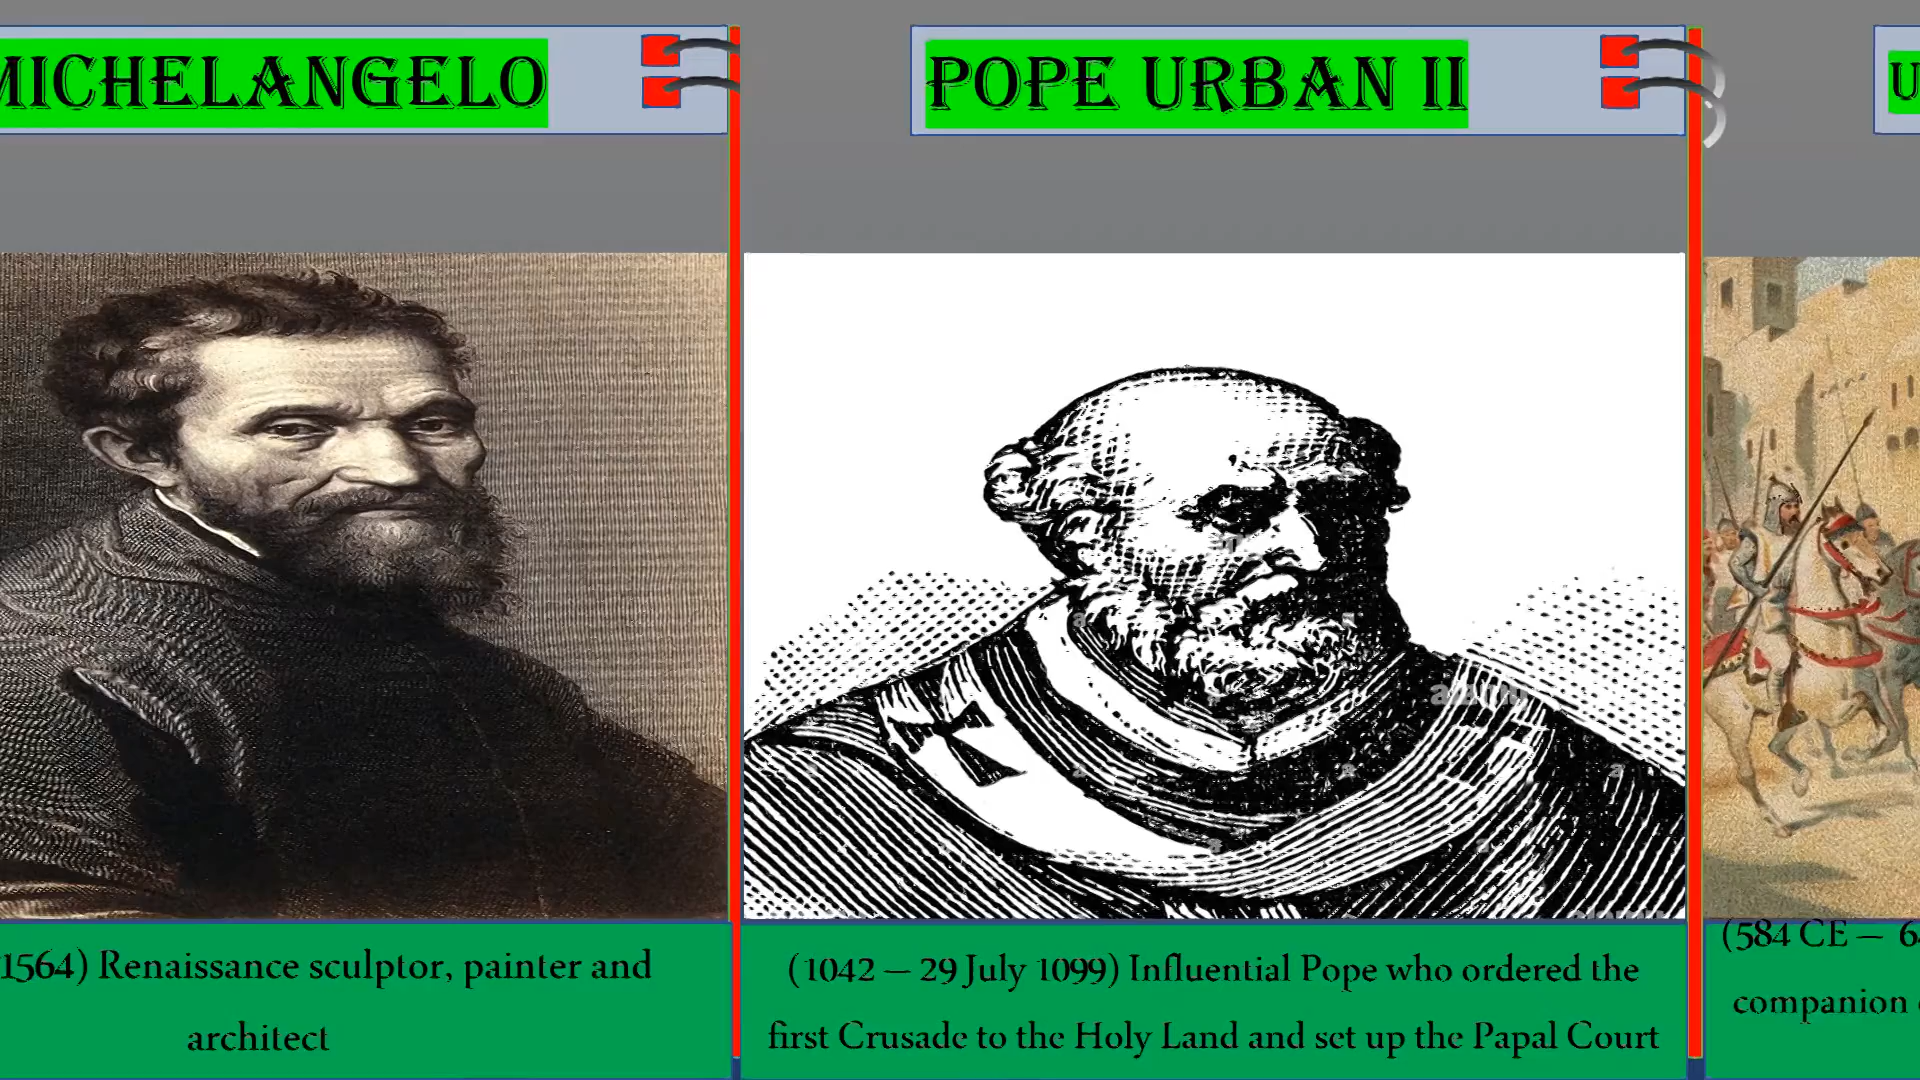 MICHELANGELO
1564) Renaissance sculptor, painter and
architect
POPE URBAN II
(1042 – 29 July 1099) Influential Pope who ordered the
first Crusade to the Holy Land and set up the Papal Court
U
(584 CE – 6
companion